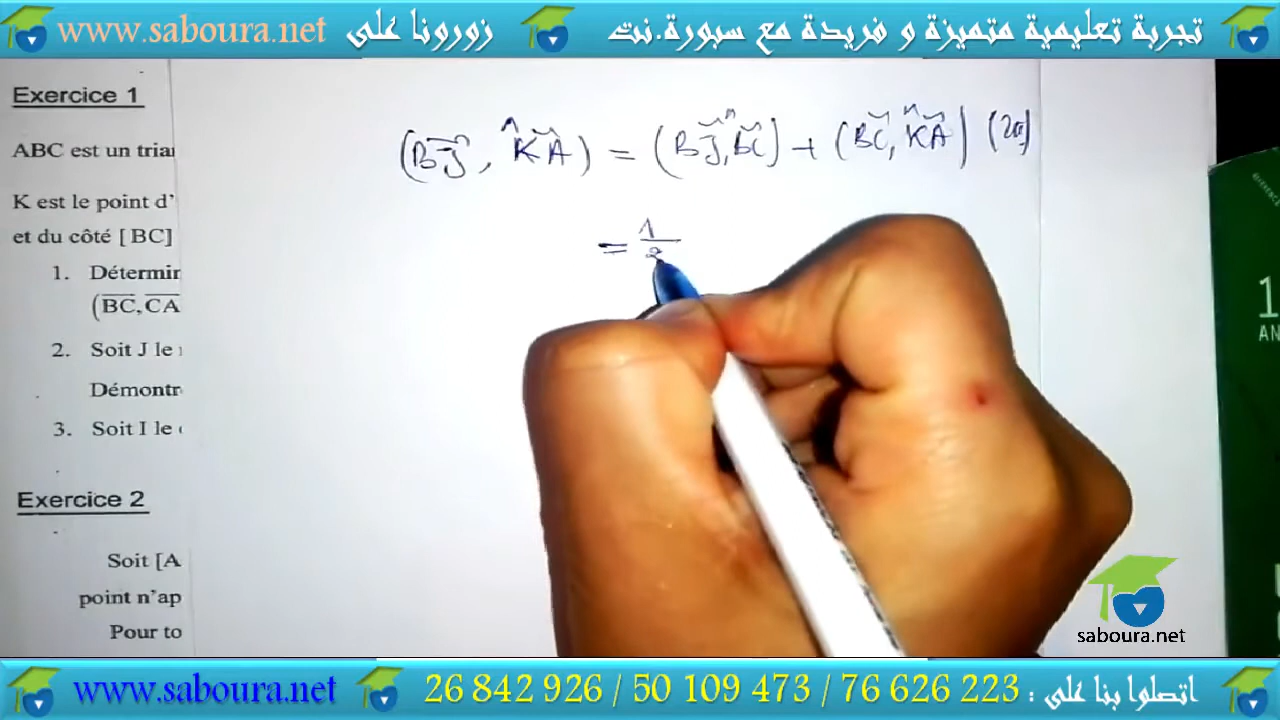 www.saboura.net زورونا على تجربة تعليمية متميزة و فريدة مع سبورة.نت
Exercice 1
ABC est un trian
K est le point d’
et du côté [ BC]
1. Détermin
(BC, CA
2. Soit J le
Démontr
3. Soit I le
Exercice 2
Soit [A
point n’ap
Pour to
(BJ, KA) = (BJ, BC) + (BC, KA) (2π)
= 1/2
1
AN
saboura.net
www.saboura.net 26 842 926 / 50 109 473 / 76 626 223 : اتصلوا بنا على